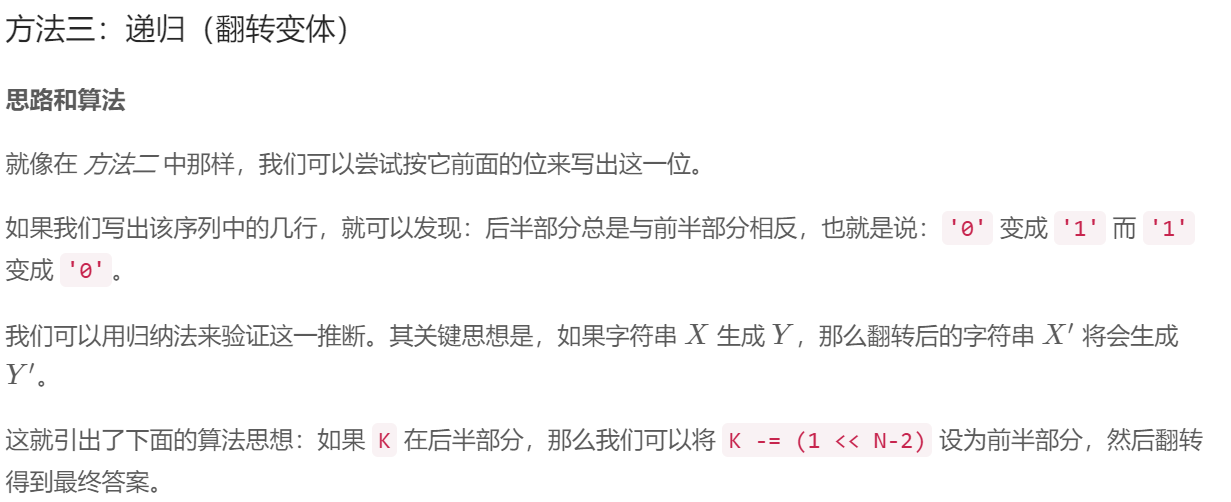 方法三：递归（翻转变体）
思路和算法
就像在 方法二 中那样，我们可以尝试按它前面的位来写出这一位。
如果我们写出该序列中的几行，就可以发现：后半部分总是与前半部分相反，也就是说： '0' 变成 '1' 而 '1'
变成 '0' 。
我们可以用归纳法来验证这一推断。其关键思想是，如果字符串 X 生成 Y，那么翻转后的字符串 X′ 将会生成
Y′。
这就引出了下面的算法思想：如果 K 在后半部分，那么我们可以将 K -= (1 << N-2) 设为前半部分，然后翻转
得到最终答案。